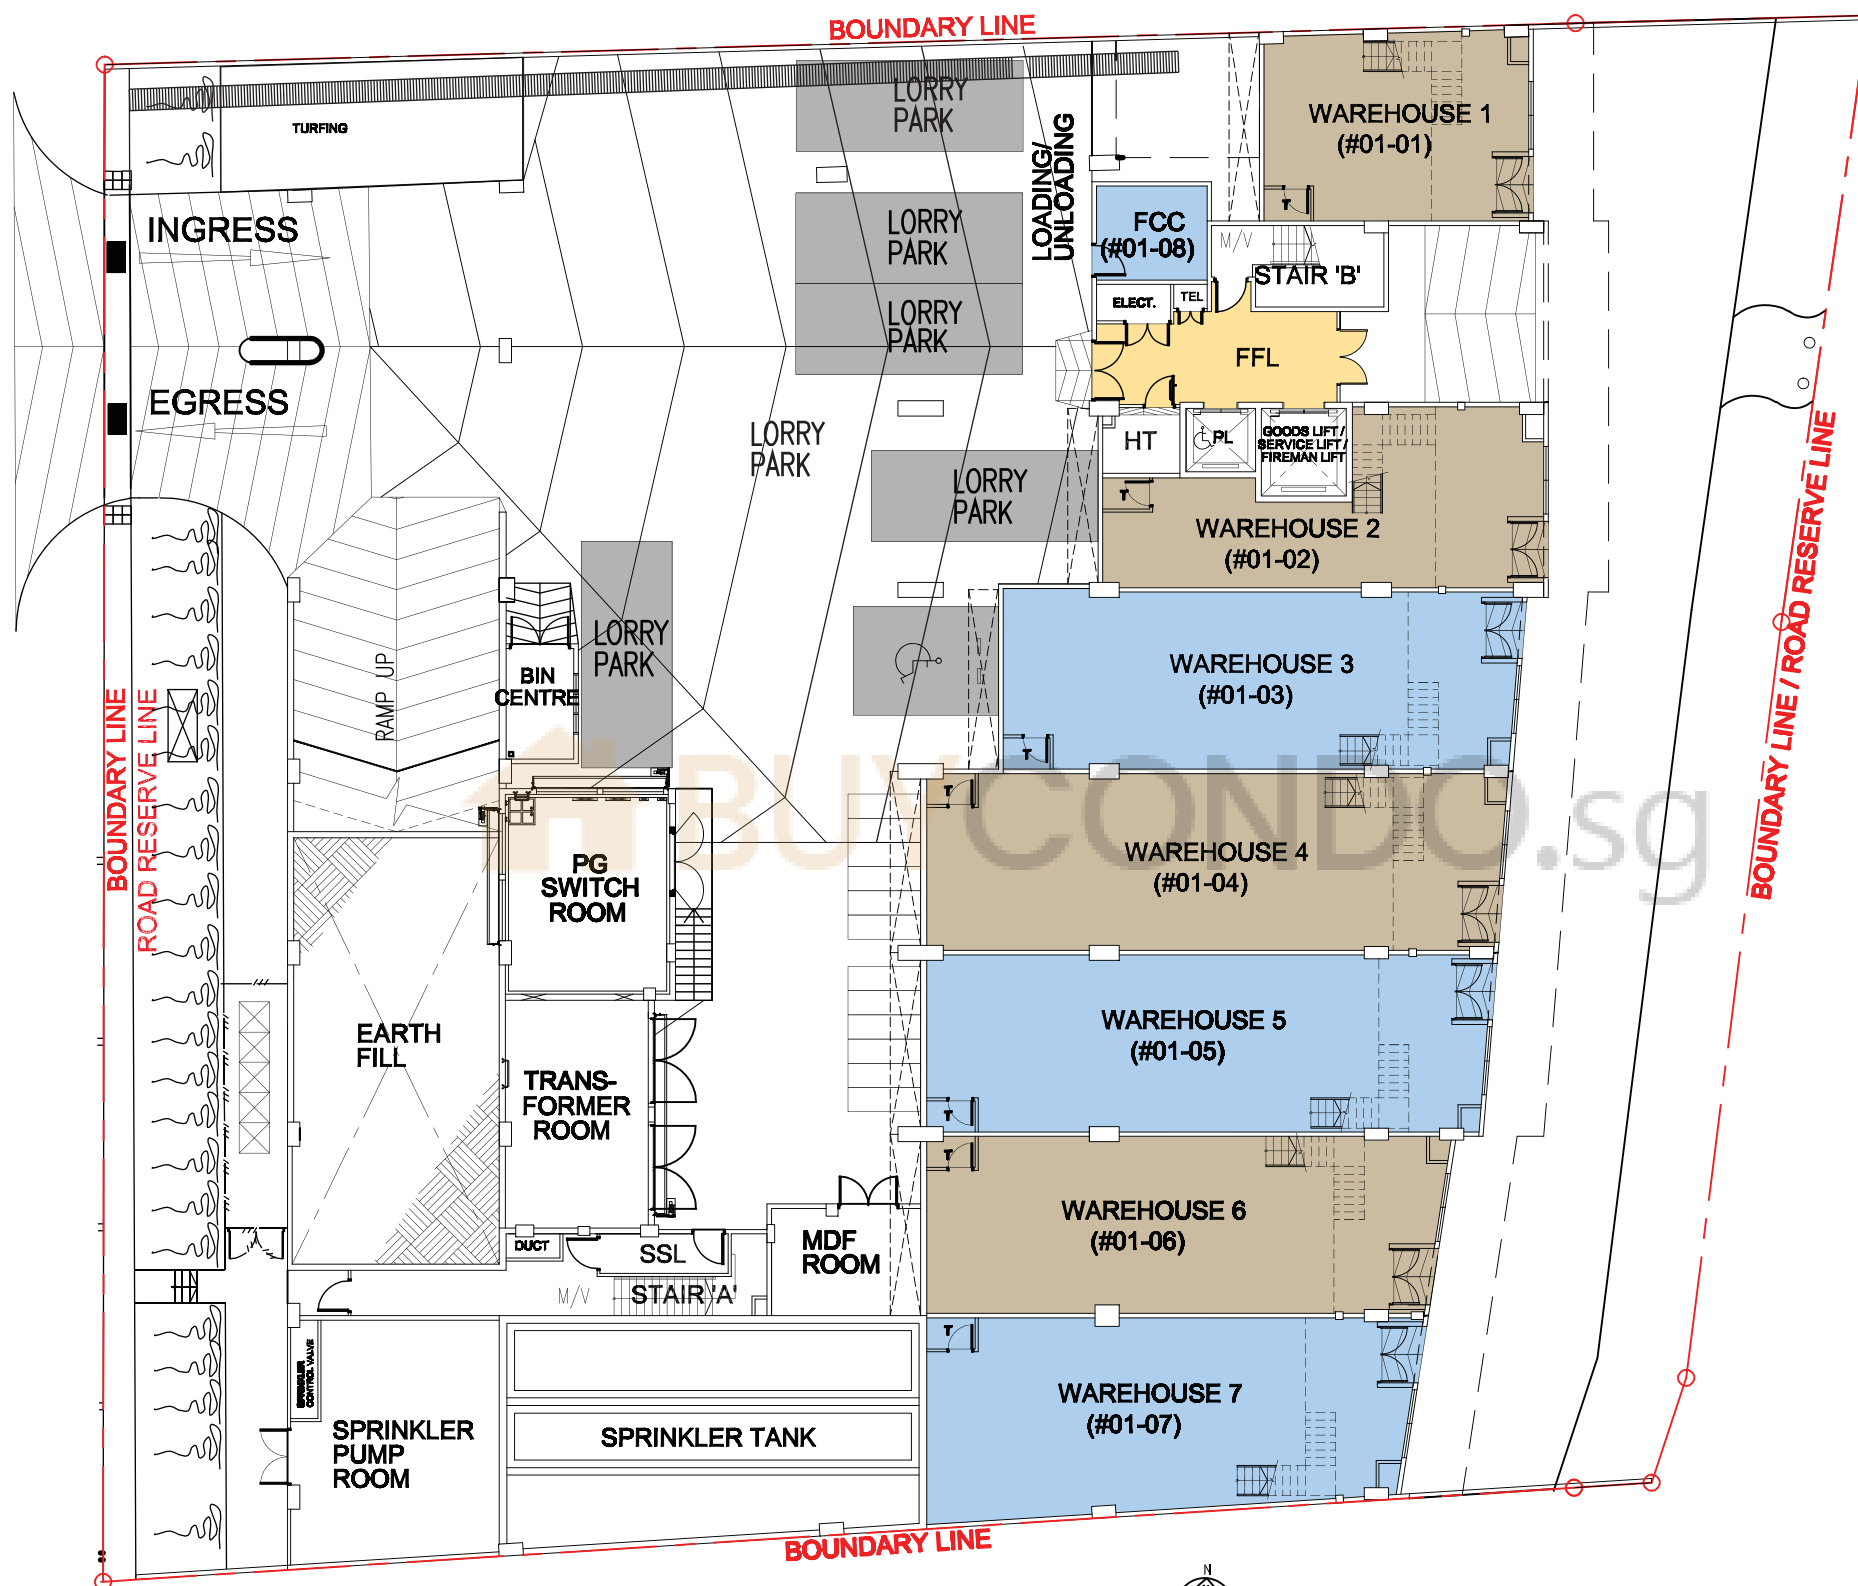 BOUNDARY LINE
TURFING
LORRY
PARK
LOADING/
UNLOADING
WAREHOUSE 1
(#01-01)
T
INGRESS
LORRY
PARK
FCC
(#01-08)
M/V
STAIR 'B'
ELECT.
TEL
LORRY
PARK
FFL
EGRESS
LORRY
PARK
HT
PL
GOODS LIFT /
SERVICE LIFT /
FIREMAN LIFT
LORRY
PARK
T
WAREHOUSE 2
(#01-02)
BOUNDARY LINE / ROAD RESERVE LINE
LORRY
PARK
RAMP UP
BIN
CENTRE
WAREHOUSE 3
(#01-03)
T
BOUNDARY LINE
ROAD RESERVE LINE
BUYCONDO.sg
T
WAREHOUSE 4
(#01-04)
PG
SWITCH
ROOM
EARTH
FILL
WAREHOUSE 5
(#01-05)
TRANS-
FORMER
ROOM
T
T
WAREHOUSE 6
(#01-06)
DUCT
SSL
MDF
ROOM
M/V
STAIR 'A'
T
SPRINKLER
CONTROL VALVE
WAREHOUSE 7
(#01-07)
SPRINKLER
PUMP
ROOM
SPRINKLER TANK
BOUNDARY LINE
N